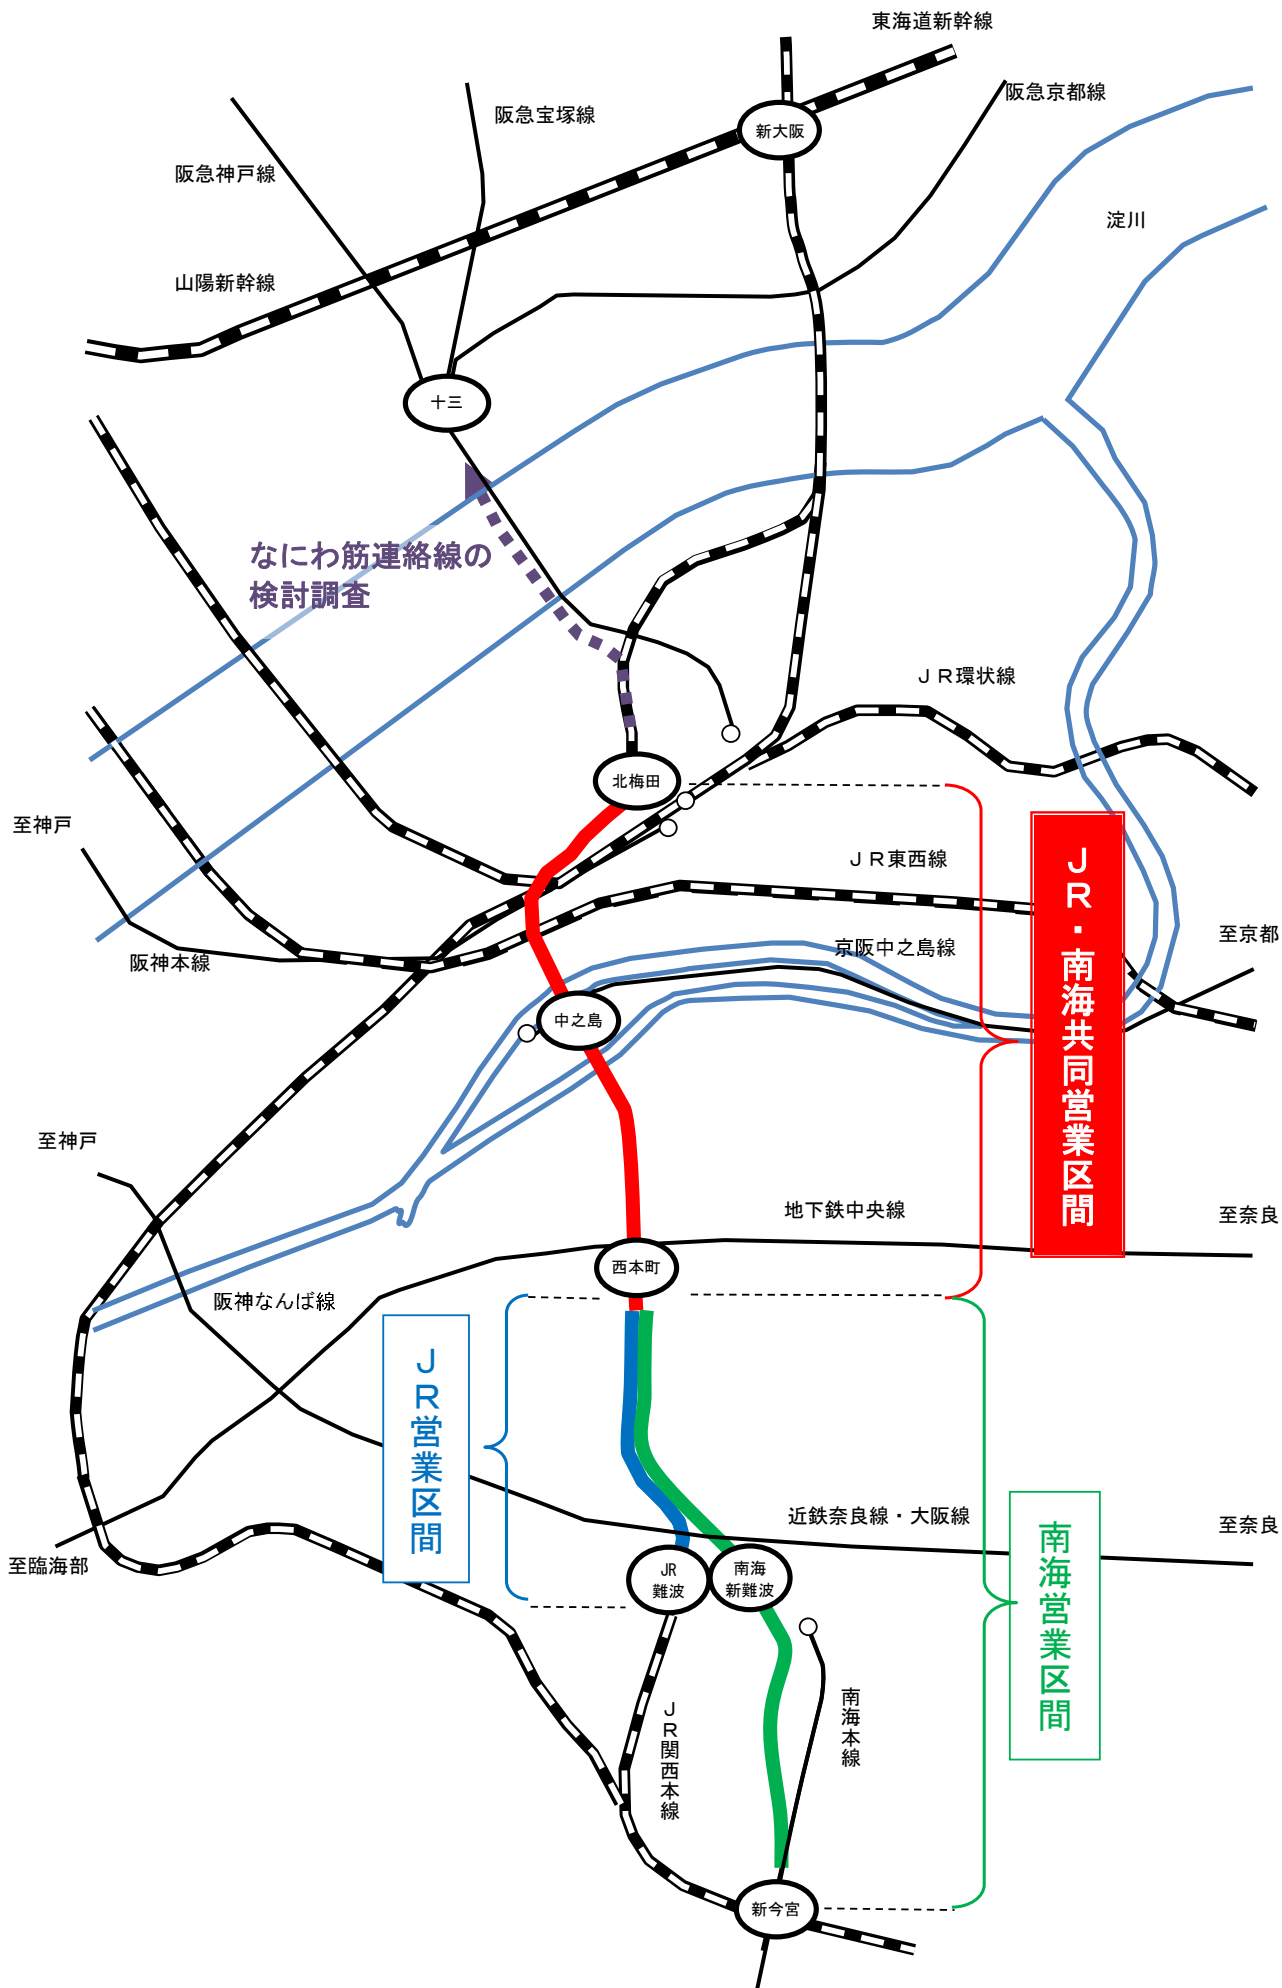 東海道新幹線
阪急宝塚線
阪急京都線
新大阪
阪急神戸線
淀川
山陽新幹線
十三
なにわ筋連絡線の
検討調査
ＪＲ環状線
北梅田
至神戸
ＪＲ東西線
ＪＲ・南海共同営業区間
至京都
京阪中之島線
阪神本線
中之島
至神戸
地下鉄中央線
至奈良
西本町
阪神なんば線
ＪＲ営業区間
近鉄奈良線・大阪線
至奈良
南海営業区間
至臨海部
JR
難波
南海
新難波
ＪＲ関西本線
南海本線
新今宮